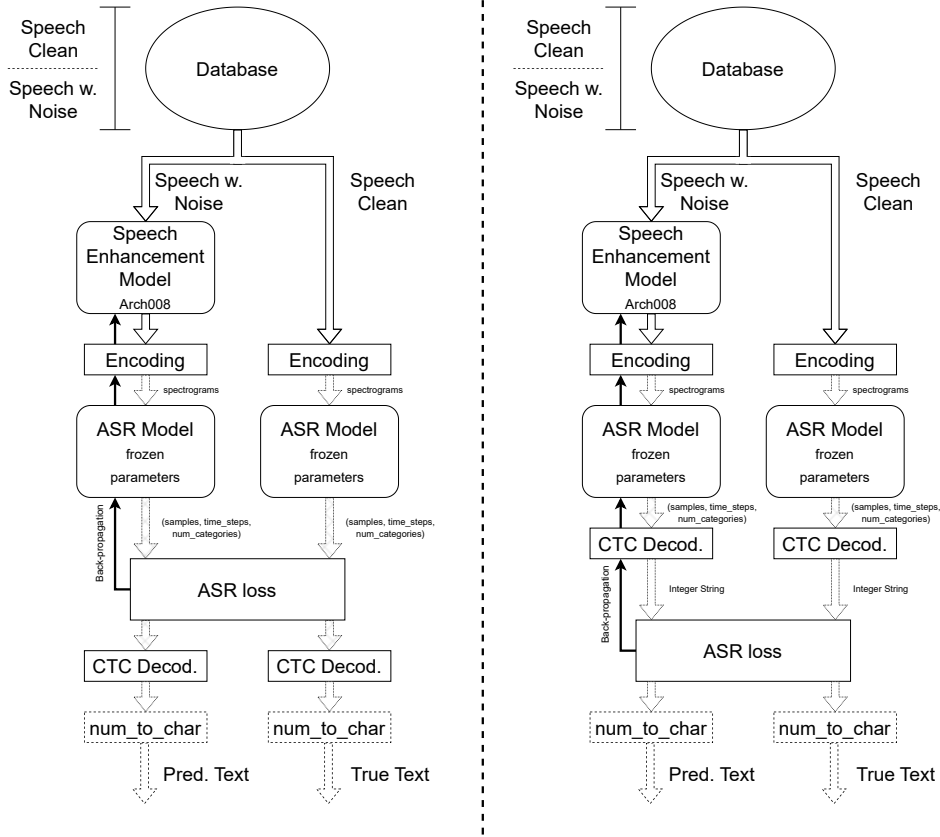 Speech
Clean
Speech w.
Noise
Database
Speech w.
Noise
Speech
Clean
Speech
Enhancement
Model
Arch008
Encoding
Encoding
spectrograms
spectrograms
ASR Model
frozen
parameters
ASR Model
frozen
parameters
Back-propagation
(samples, time_steps,
num_categories)
(samples, time_steps,
num_categories)
ASR loss
CTC Decod.
CTC Decod.
num_to_char
num_to_char
Pred. Text
True Text
Speech
Clean
Speech w.
Noise
Database
Speech w.
Noise
Speech
Clean
Speech
Enhancement
Model
Arch008
Encoding
Encoding
spectrograms
spectrograms
ASR Model
frozen
parameters
ASR Model
frozen
parameters
(samples, time_steps,
num_categories)
(samples, time_steps,
num_categories)
CTC Decod.
CTC Decod.
Back-propagation
Integer String
Integer String
ASR loss
num_to_char
num_to_char
Pred. Text
True Text